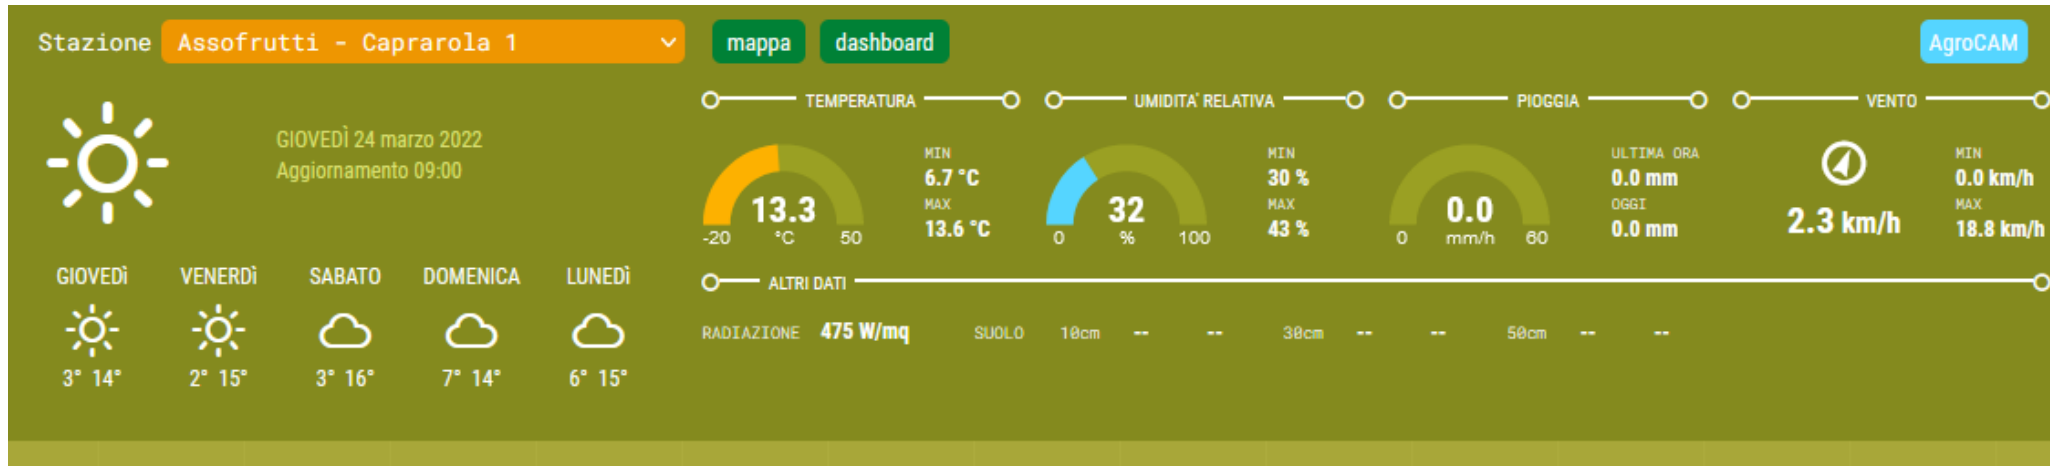 Stazione Assofrutti - Caprarola 1 mappa dashboard AgroCAM
GIOVEDÌ 24 marzo 2022
Aggiornamento 09:00
GIOVEDÌ VENERDÌ SABATO DOMENICA LUNEDÌ
3° 14° 2° 15° 3° 16° 7° 14° 6° 15°
TEMPERATURA
13.3
°C
-20 50
MIN
6.7 °C
MAX
13.6 °C
UMIDITA' RELATIVA
32
%
0 100
MIN
30 %
MAX
43 %
PIOGGIA
0.0
mm/h
0 60
ULTIMA ORA
0.0 mm
OGGI
0.0 mm
VENTO
2.3 km/h
MIN
0.0 km/h
MAX
18.8 km/h
ALTRI DATI
RADIAZIONE 475 W/mq SUOLO 10cm -- -- 30cm -- -- 50cm -- --